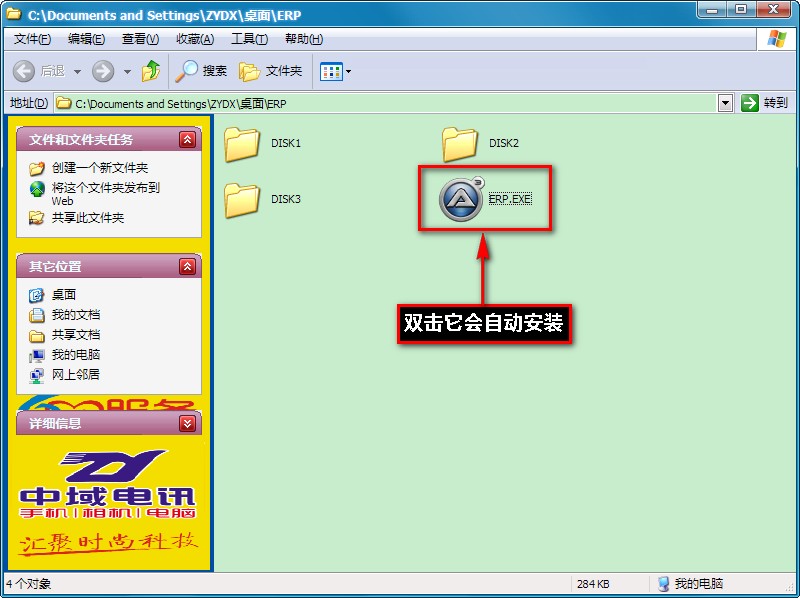 C:\Documents and Settings\ZYDX\桌面\ERP
文件(F) 编辑(E) 查看(V) 收藏(A) 工具(T) 帮助(H)
后退 搜索 文件夹
地址(D) C:\Documents and Settings\ZYDX\桌面\ERP 转到
文件和文件夹任务
创建一个新文件夹
将这个文件夹发布到
Web
共享此文件夹
其它位置
桌面
我的文档
共享文档
我的电脑
网上邻居
服务
详细信息
ZY
中域电讯
手机|相机|电脑
汇聚时尚科技
DISK1
DISK2
DISK3
ERP.EXE
双击它会自动安装
4 个对象 284 KB 我的电脑